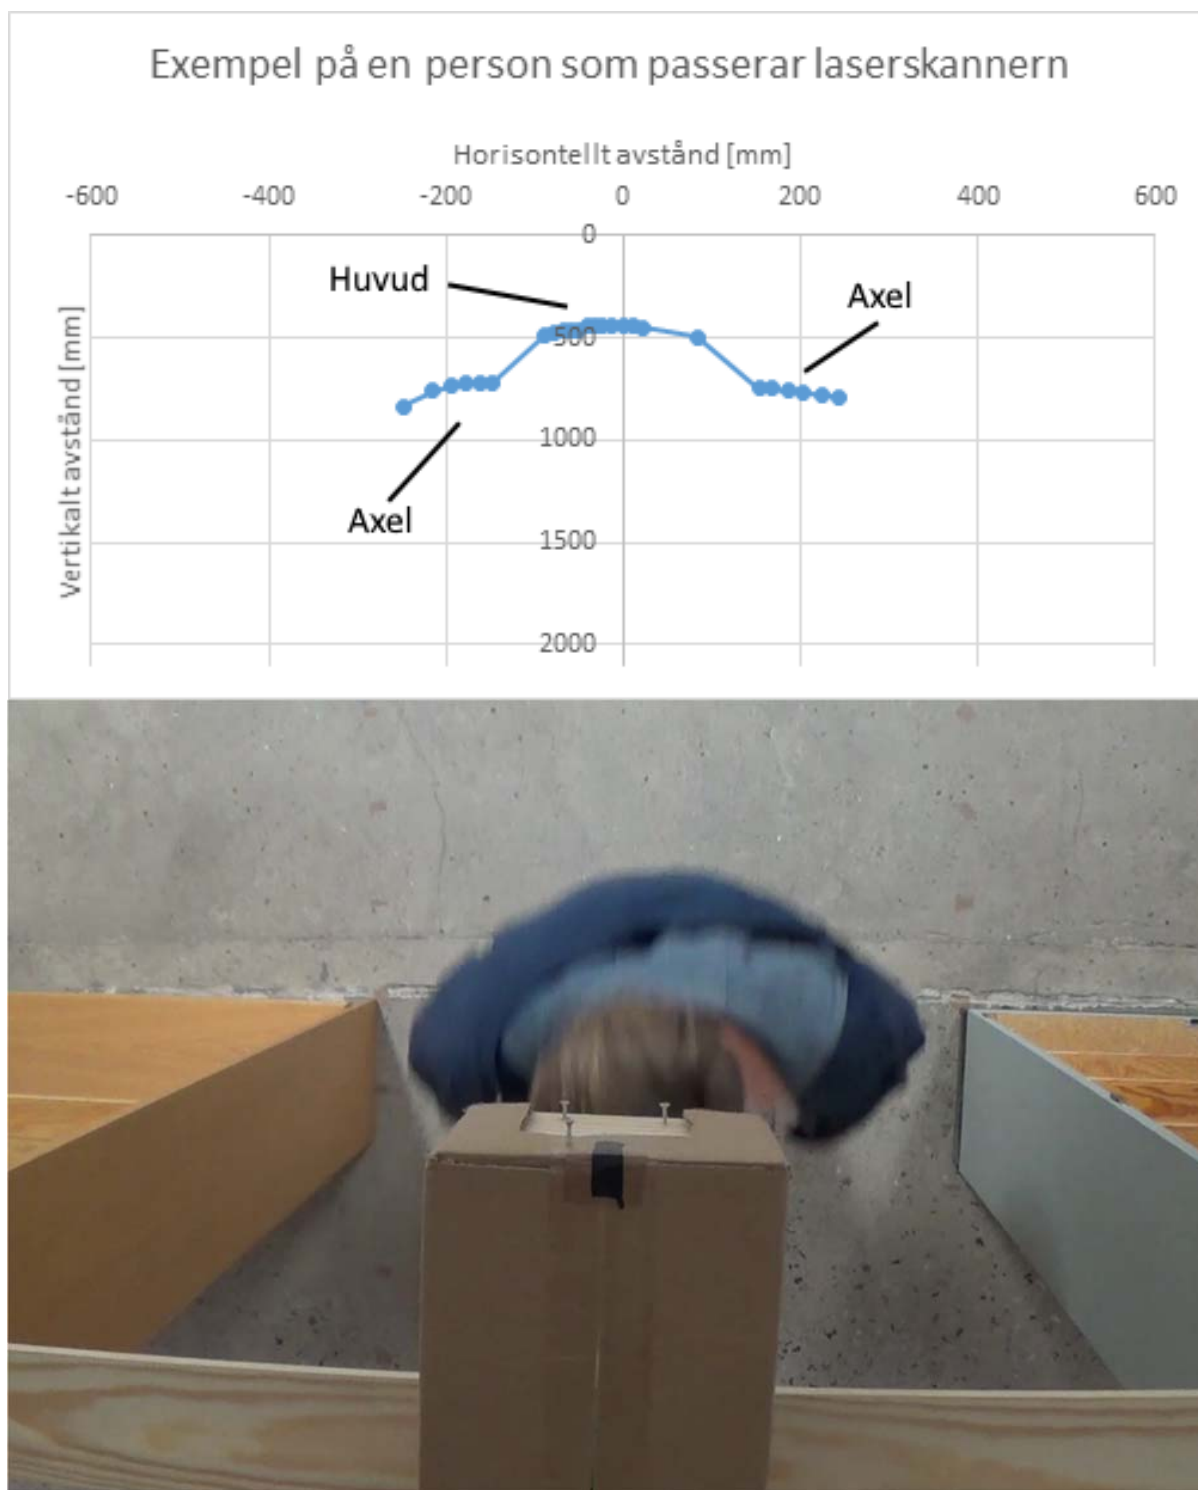 Exempel på en person som passerar laserskannern
Horisontellt avstånd [mm]
-600 -400 -200 0 200 400 600
0
Huvud
Axel
500
Vertikalt avstånd [mm]
1000
Axel
1500
2000